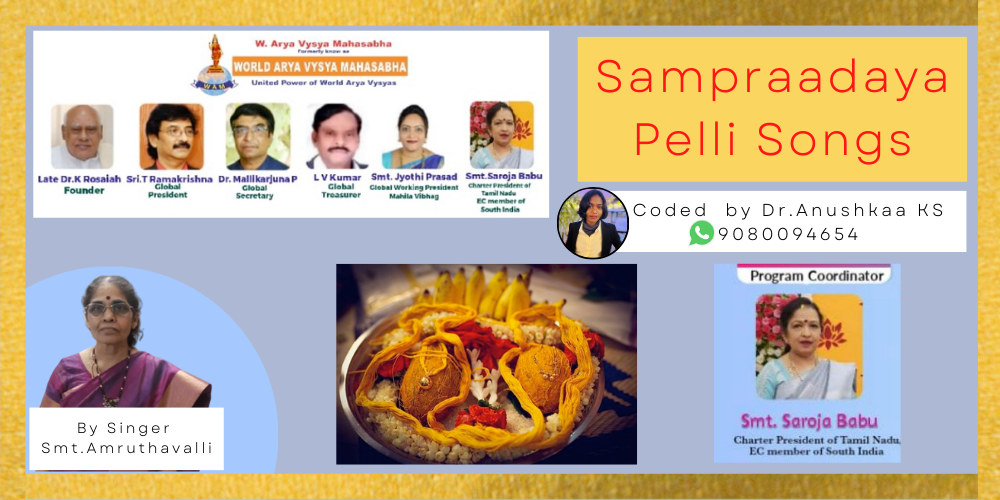 W. Arya Vysya Mahasabha
Formerly know as
WORLD ARYA VYSYA MAHASABHA
United Power of World Arya Vysyas
WAM
Late Dr.K Rosaiah
Founder
Sri.T Ramakrishna
Global
President
Dr. Mallikarjuna P
Global
Secretary
L V Kumar
Global
Treasurer
Smt. Jyothi Prasad
Global Working President
Mahila Vibhag
Smt.Saroja Babu
Charter President of
Tamil Nadu
EC member of
South India
Sampraadaya
Pelli Songs
Coded by Dr.Anushkaa KS
9080094654
By Singer
Smt.Amruthavalli
Program Coordinator
Smt. Saroja Babu
Charter President of Tamil Nadu,
EC member of South India